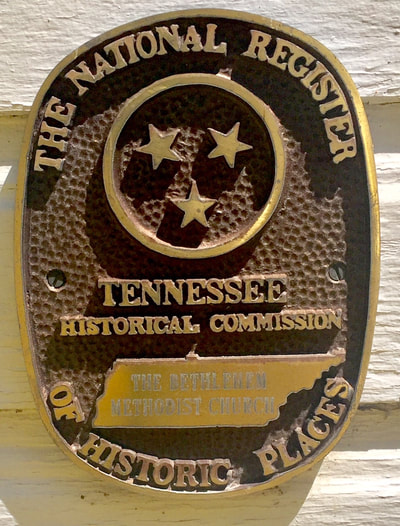 THE NATIONAL REGISTER
TENNESSEE
HISTORICAL COMMISSION
THE BETHLEHEM
METHODIST CHURCH
OF HISTORIC PLACES